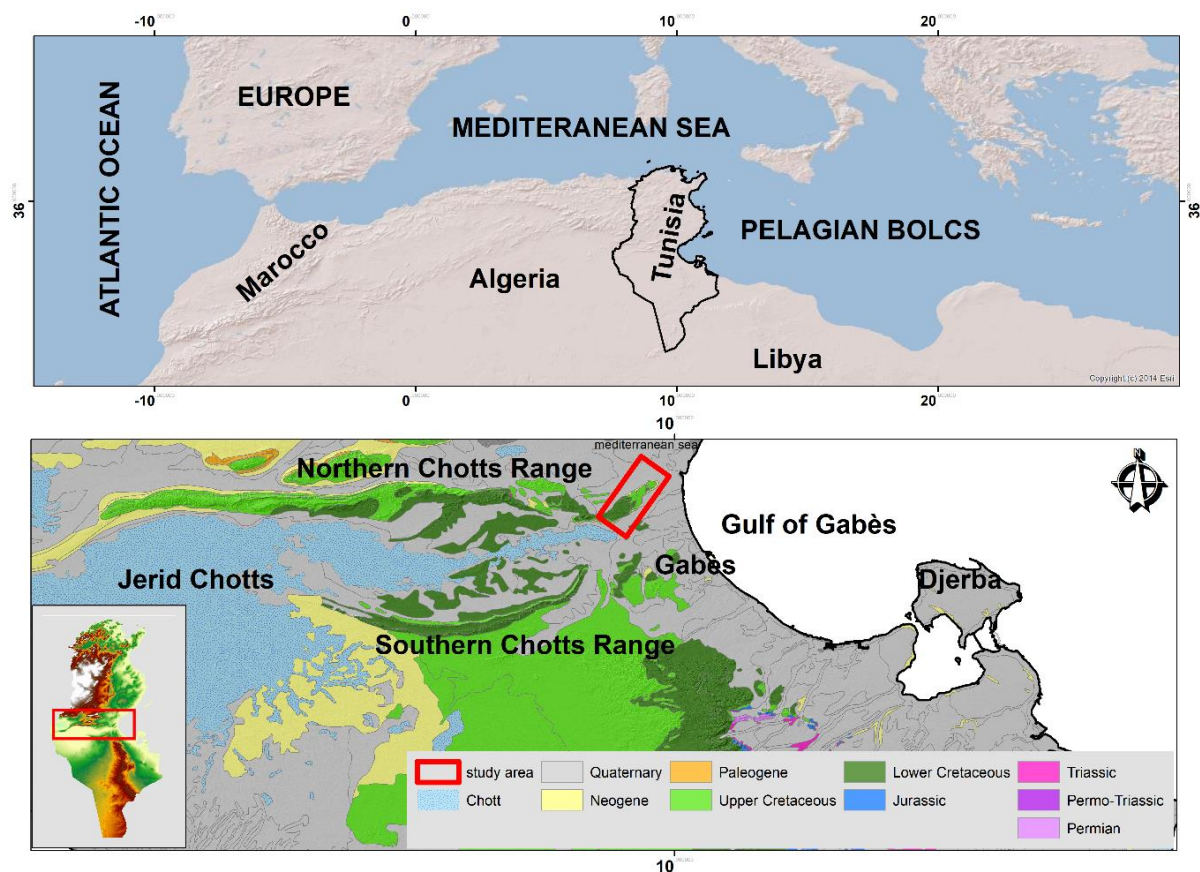 -10 0 10 20
EUROPE
ATLANTIC OCEAN
MEDITERANEAN SEA
36
36
Tunisia
PELAGIAN BOLCS
Marocco
Algeria
Libya
Copyright (c) 2014 Esri
-10 0 10 20
10
mediterranean sea
Northern Chotts Range
N
Gulf of Gabès
Jerid Chotts
Gabes
Djerba
Southern Chotts Range
study area Quaternary Paleogene Lower Cretaceous Triassic
Chott Neogene Upper Cretaceous Jurassic Permo-Triassic
Permian
10